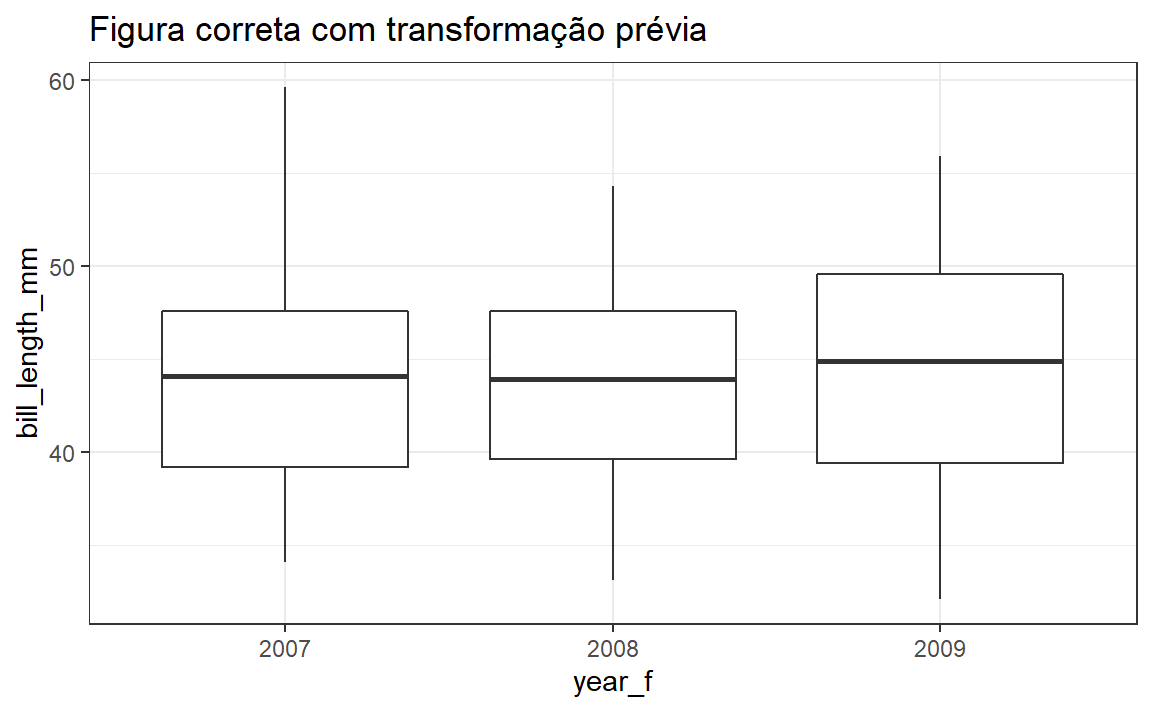 Figura correta com transformação prévia
60
50
40
bill_length_mm
2007
2008
2009
year_f